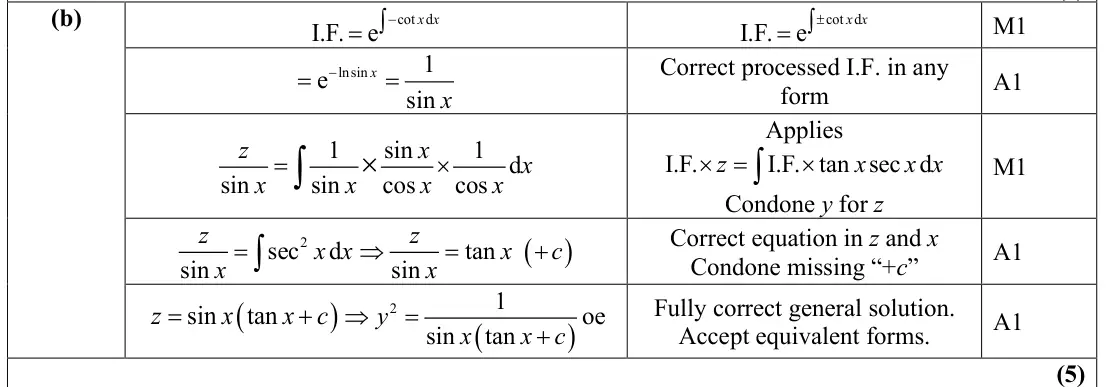 (b) I.F. = e^{∫−cot x dx} I.F. = e^{∫±cot x dx} M1
= e^{−ln sin x} = 1/sin x Correct processed I.F. in any form A1
z/sin x = ∫ 1/sin x × sin x/cos x × 1/cos x dx Applies
I.F. × z = ∫ I.F. × tan x sec x dx M1
Condone y for z
z/sin x = ∫ sec² x dx ⇒ z/sin x = tan x (+c) Correct equation in z and x
Condone missing “+c” A1
z = sin x (tan x + c) ⇒ y² = 1/(sin x (tan x + c)) oe Fully correct general solution.
Accept equivalent forms. A1
(5)